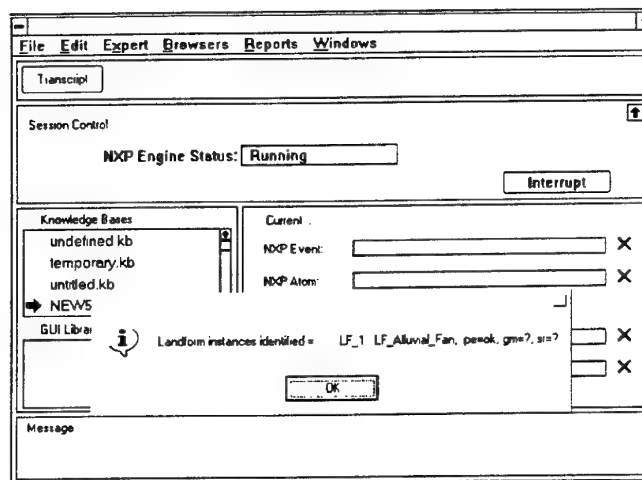 File Edit Expert Browsers Reports Windows
Transcript
Session Control
NXP Engine Status: Running
Interrupt
Knowledge Bases
undefined.kb
temporary.kb
untitled.kb
NEW5
Current
NXP Event:
NXP Atom:
GUI Librar
Landform instances identified = LF_1 LF_Alluvial_Fan, pe=ok, gm=?, sr=?
OK
Message